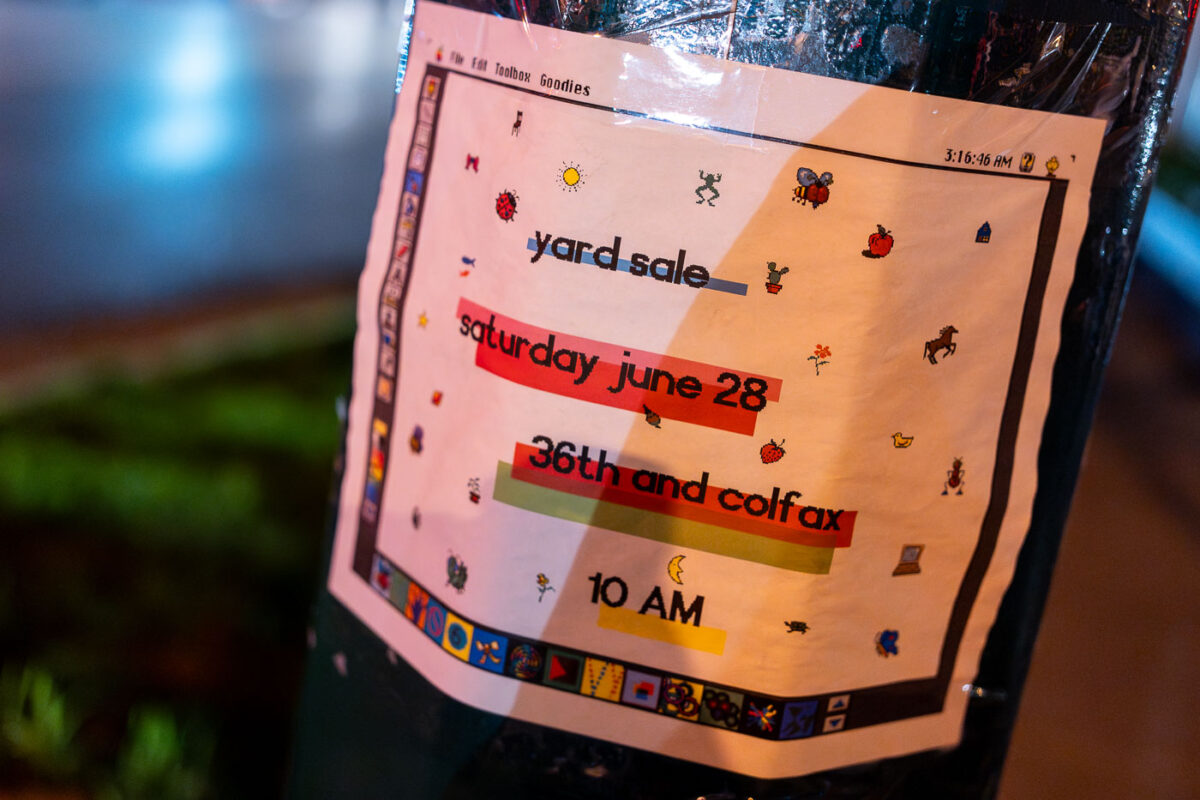 File Edit Toolbox Goodies
3:16:46 AM ?
yard sale
saturday june 28
36th and colfax
10 AM